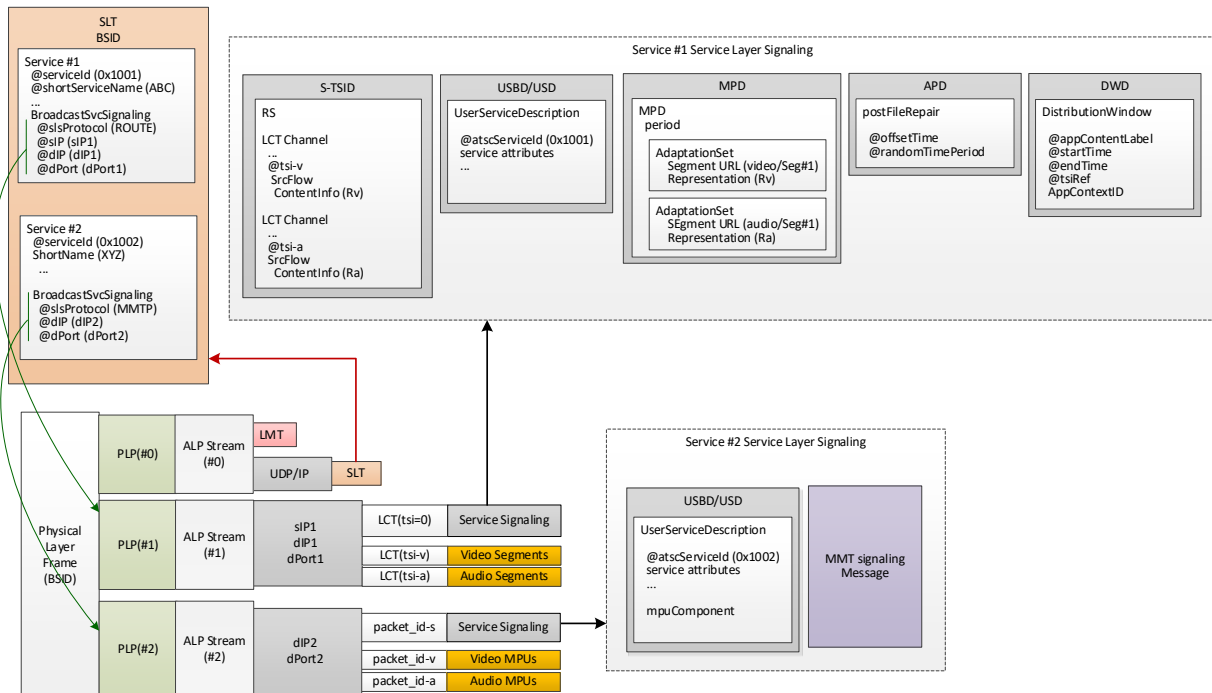 SLT
BSID
Service #1
@serviceId (0x1001)
@shortServiceName (ABC)
...
BroadcastSvcSignaling
@slsProtocol (ROUTE)
@sIP (sIP1)
@dIP (dIP1)
@dPort (dPort1)
Service #2
@serviceId (0x1002)
ShortName (XYZ)
...
BroadcastSvcSignaling
@slsProtocol (MMTP)
@dIP (dIP2)
@dPort (dPort2)
Service #1 Service Layer Signaling
S-TSID
RS
LCT Channel
...
@tsi-v
SrcFlow
ContentInfo (Rv)
LCT Channel
...
@tsi-a
SrcFlow
ContentInfo (Ra)
USBD/USD
UserServiceDescription
@atscServiceId (0x1001)
service attributes
...
MPD
MPD
period
AdaptationSet
Segment URL (video/Seg#1)
Representation (Rv)
AdaptationSet
SEgment URL (audio/Seg#1)
Representation (Ra)
APD
postFileRepair
@offsetTime
@randomTimePeriod
DWD
DistributionWindow
@appContentLabel
@startTime
@endTime
@tsiRef
AppContextID
Physical
Layer
Frame
(BSID)
PLP(#0)
ALP Stream
(#0)
LMT
UDP/IP
SLT
PLP(#1)
ALP Stream
(#1)
sIP1
dIP1
dPort1
LCT(tsi=0)
Service Signaling
LCT(tsi-v)
Video Segments
LCT(tsi-a)
Audio Segments
PLP(#2)
ALP Stream
(#2)
dIP2
dPort2
packet_id-s
Service Signaling
packet_id-v
Video MPUs
packet_id-a
Audio MPUs
Service #2 Service Layer Signaling
USBD/USD
UserServiceDescription
@atscServiceId (0x1002)
service attributes
...
mpuComponent
MMT signaling
Message